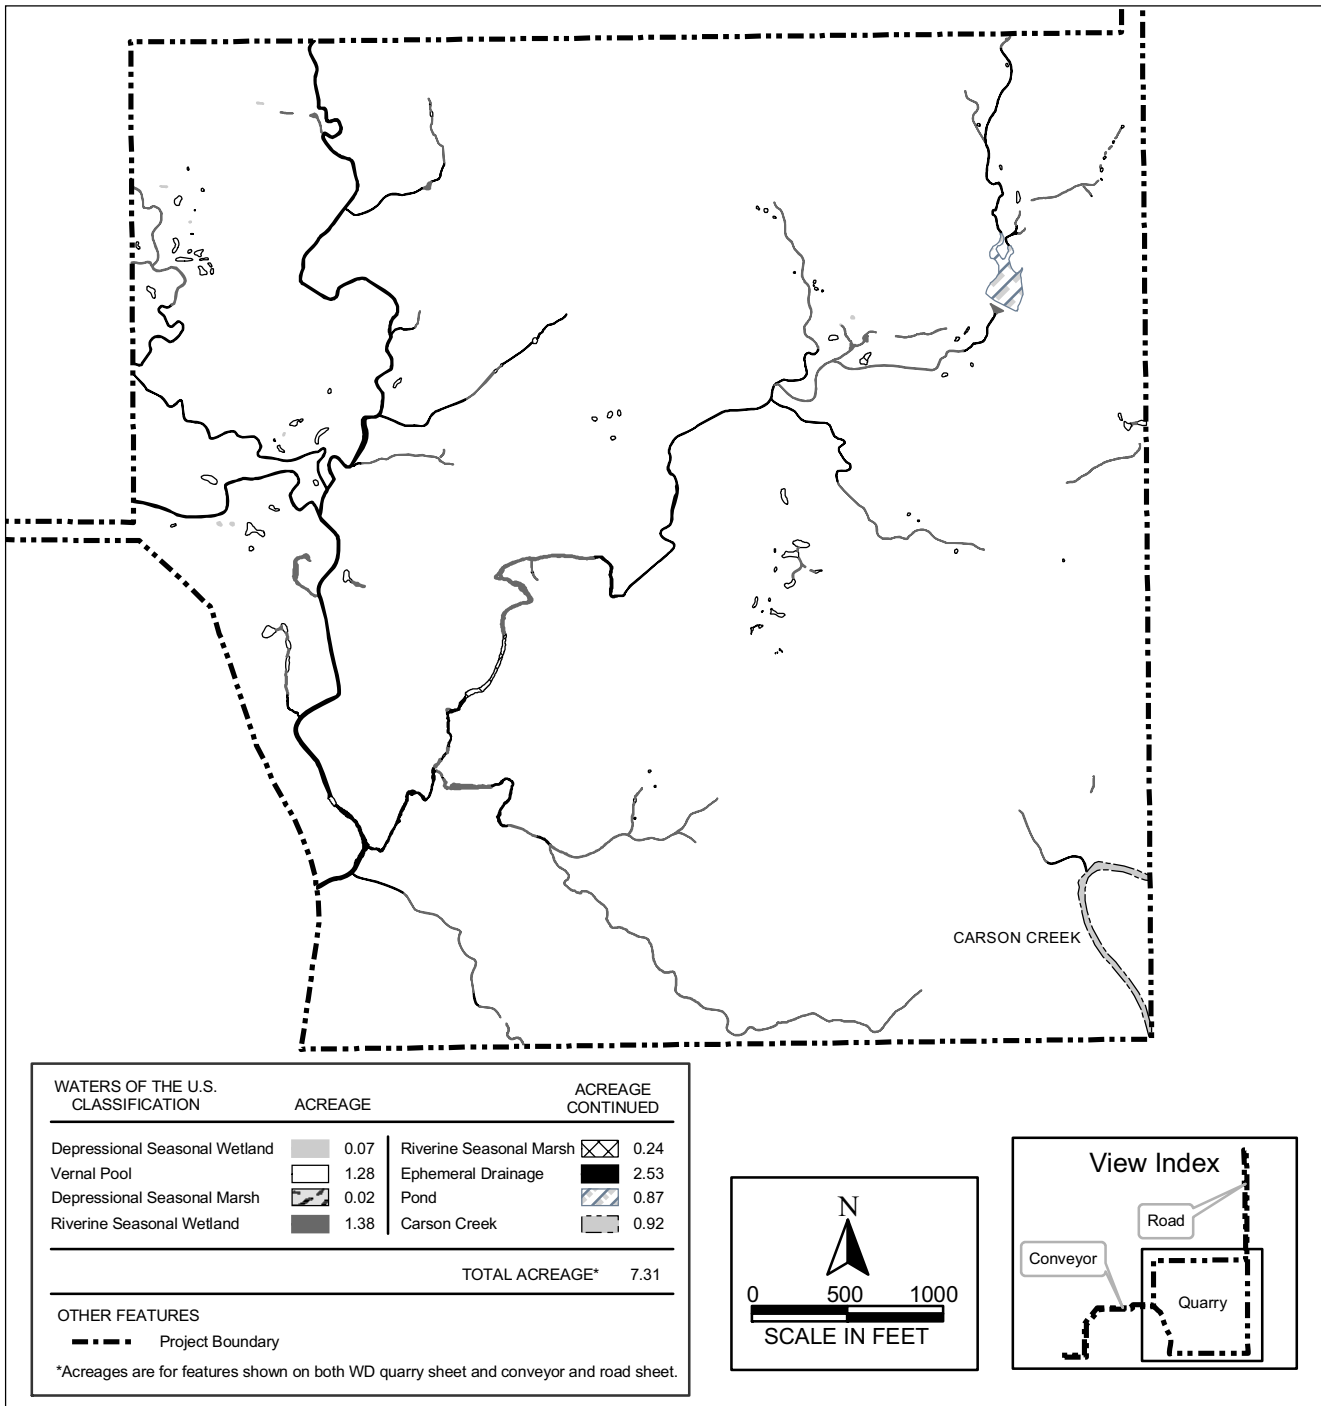 CARSON CREEK
WATERS OF THE U.S.
CLASSIFICATION
ACREAGE
ACREAGE
CONTINUED
Depressional Seasonal Wetland 0.07
Vernal Pool 1.28
Depressional Seasonal Marsh 0.02
Riverine Seasonal Wetland 1.38
Riverine Seasonal Marsh 0.24
Ephemeral Drainage 2.53
Pond 0.87
Carson Creek 0.92
TOTAL ACREAGE* 7.31
OTHER FEATURES
Project Boundary
*Acreages are for features shown on both WD quarry sheet and conveyor and road sheet.
N
0 500 1000
SCALE IN FEET
View Index
Road
Conveyor
Quarry